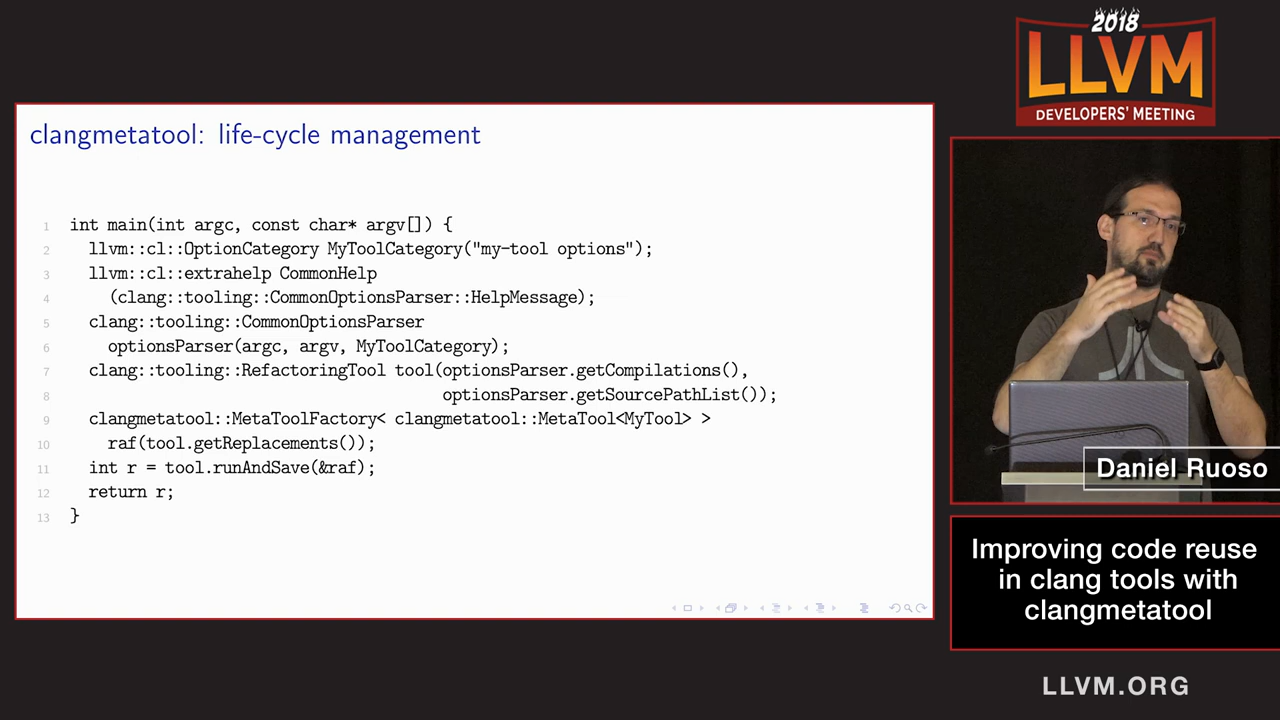 clangmetatool: life-cycle management
1 int main(int argc, const char* argv[]) {
2 llvm::cl::OptionCategory MyToolCategory("my-tool options");
3 llvm::cl::extrahelp CommonHelp
4 (clang::tooling::CommonOptionsParser::HelpMessage);
5 clang::tooling::CommonOptionsParser
6 optionsParser(argc, argv, MyToolCategory);
7 clang::tooling::RefactoringTool tool(optionsParser.getCompilations(),
8 optionsParser.getSourcePathList());
9 clangmetatool::MetaToolFactory< clangmetatool::MetaTool<MyTool> >
10 raf(tool.getReplacements());
11 int r = tool.runAndSave(&raf);
12 return r;
13 }
2018
LLVM
DEVELOPERS' MEETING
Daniel Ruoso
Improving code reuse
in clang tools with
clangmetatool
LLVM.ORG